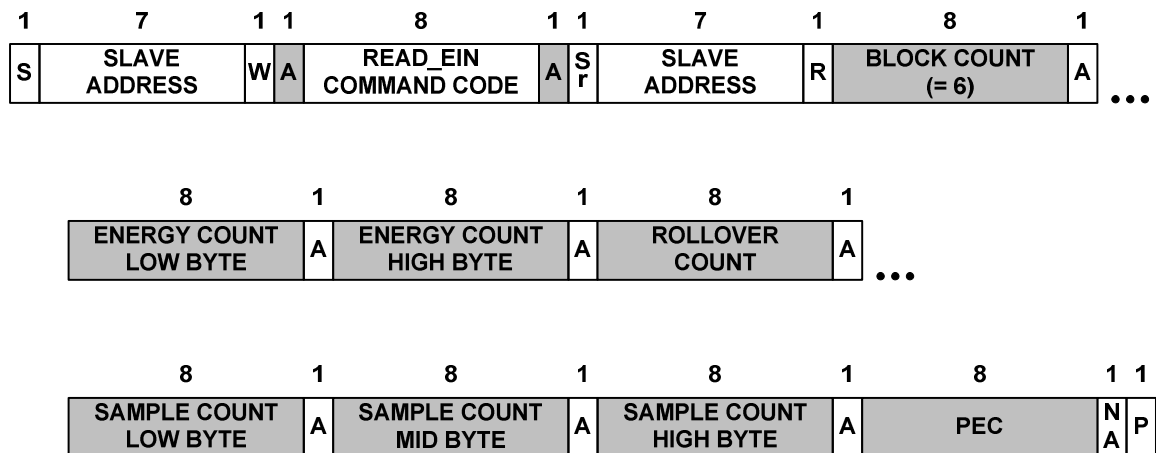 1 7 1 1 8 1 1 7 1 8 1
S SLAVE ADDRESS W A READ_EIN COMMAND CODE A Sr SLAVE ADDRESS R BLOCK COUNT (= 6) A ...
8 1 8 1 8 1
ENERGY COUNT LOW BYTE A ENERGY COUNT HIGH BYTE A ROLLOVER COUNT A ...
8 1 8 1 8 1 8 1 1
SAMPLE COUNT LOW BYTE A SAMPLE COUNT MID BYTE A SAMPLE COUNT HIGH BYTE A PEC NA P